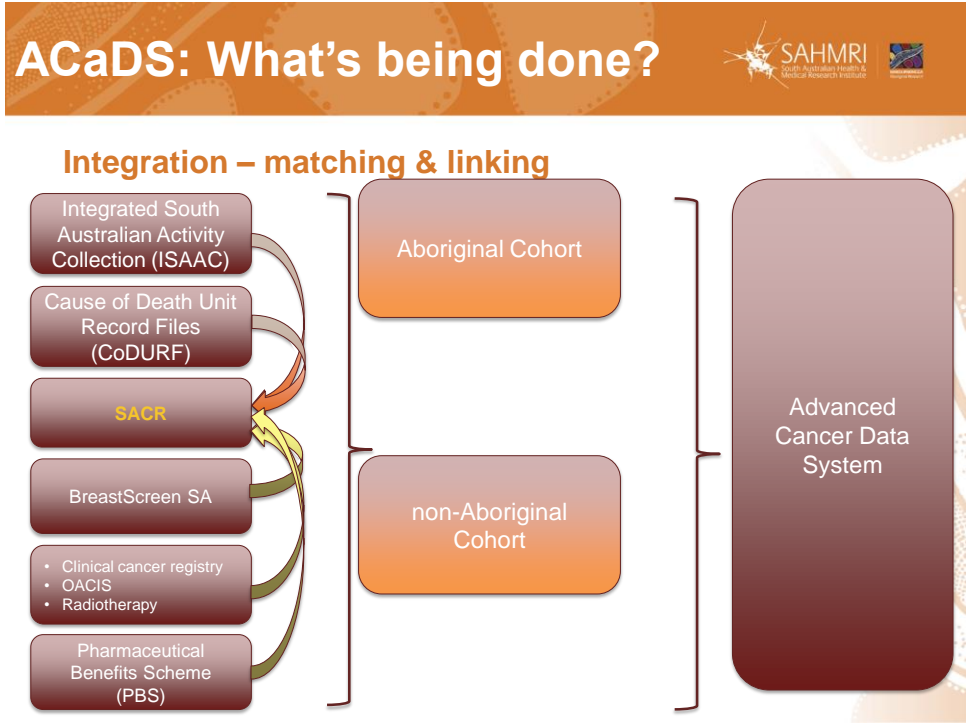 ACaDS: What's being done?
SAHMRI
South Australian Health &
Medical Research Institute
Integration – matching & linking
Integrated South
Australian Activity
Collection (ISAAC)
Cause of Death Unit
Record Files
(CoDURF)
SACR
BreastScreen SA
• Clinical cancer registry
• OACIS
• Radiotherapy
Pharmaceutical
Benefits Scheme
(PBS)
Aboriginal Cohort
non-Aboriginal
Cohort
Advanced
Cancer Data
System